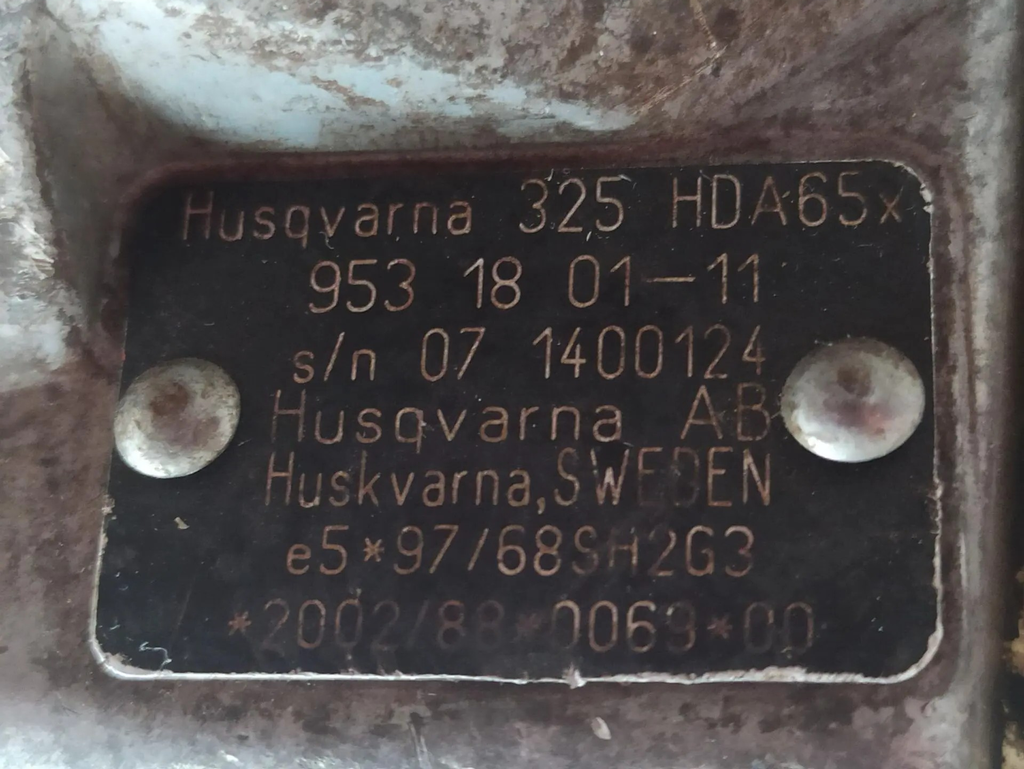 Husqvarna 325 HDA65x
953 18 01-11
s/n 07 1400124
Husqvarna AB
Huskvarna, SWEDEN
e5*97/68SH2G3
*2002/88*0069*00